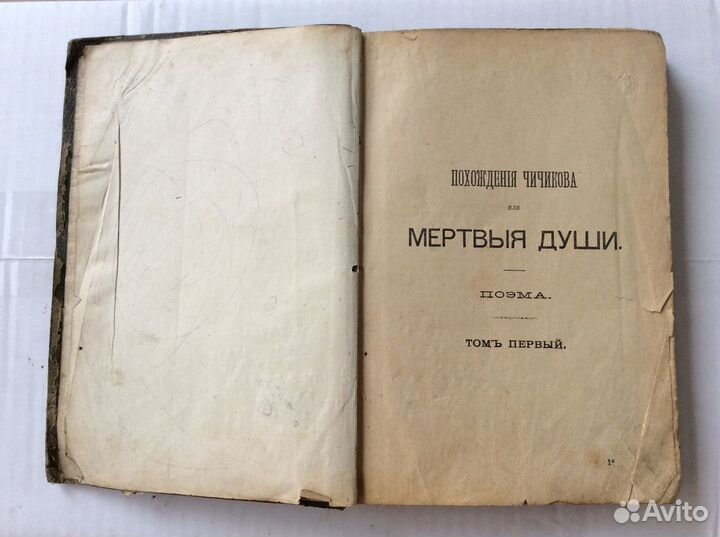 ПОХОЖДЕНІЯ ЧИЧИКОВА
ИЛИ
МЕРТВЫЯ ДУШИ.
ПОЭМА.
ТОМЪ ПЕРВЫЙ.
1*
Avito